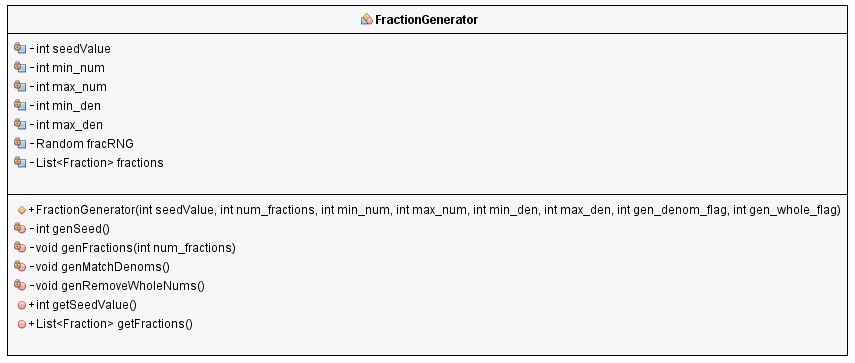 FractionGenerator
-int seedValue
-int min_num
-int max_num
-int min_den
-int max_den
-Random fracRNG
-List<Fraction> fractions
+FractionGenerator(int seedValue, int num_fractions, int min_num, int max_num, int min_den, int max_den, int gen_denom_flag, int gen_whole_flag)
-int genSeed()
-void genFractions(int num_fractions)
-void genMatchDenoms()
-void genRemoveWholeNums()
+int getSeedValue()
+List<Fraction> getFractions()